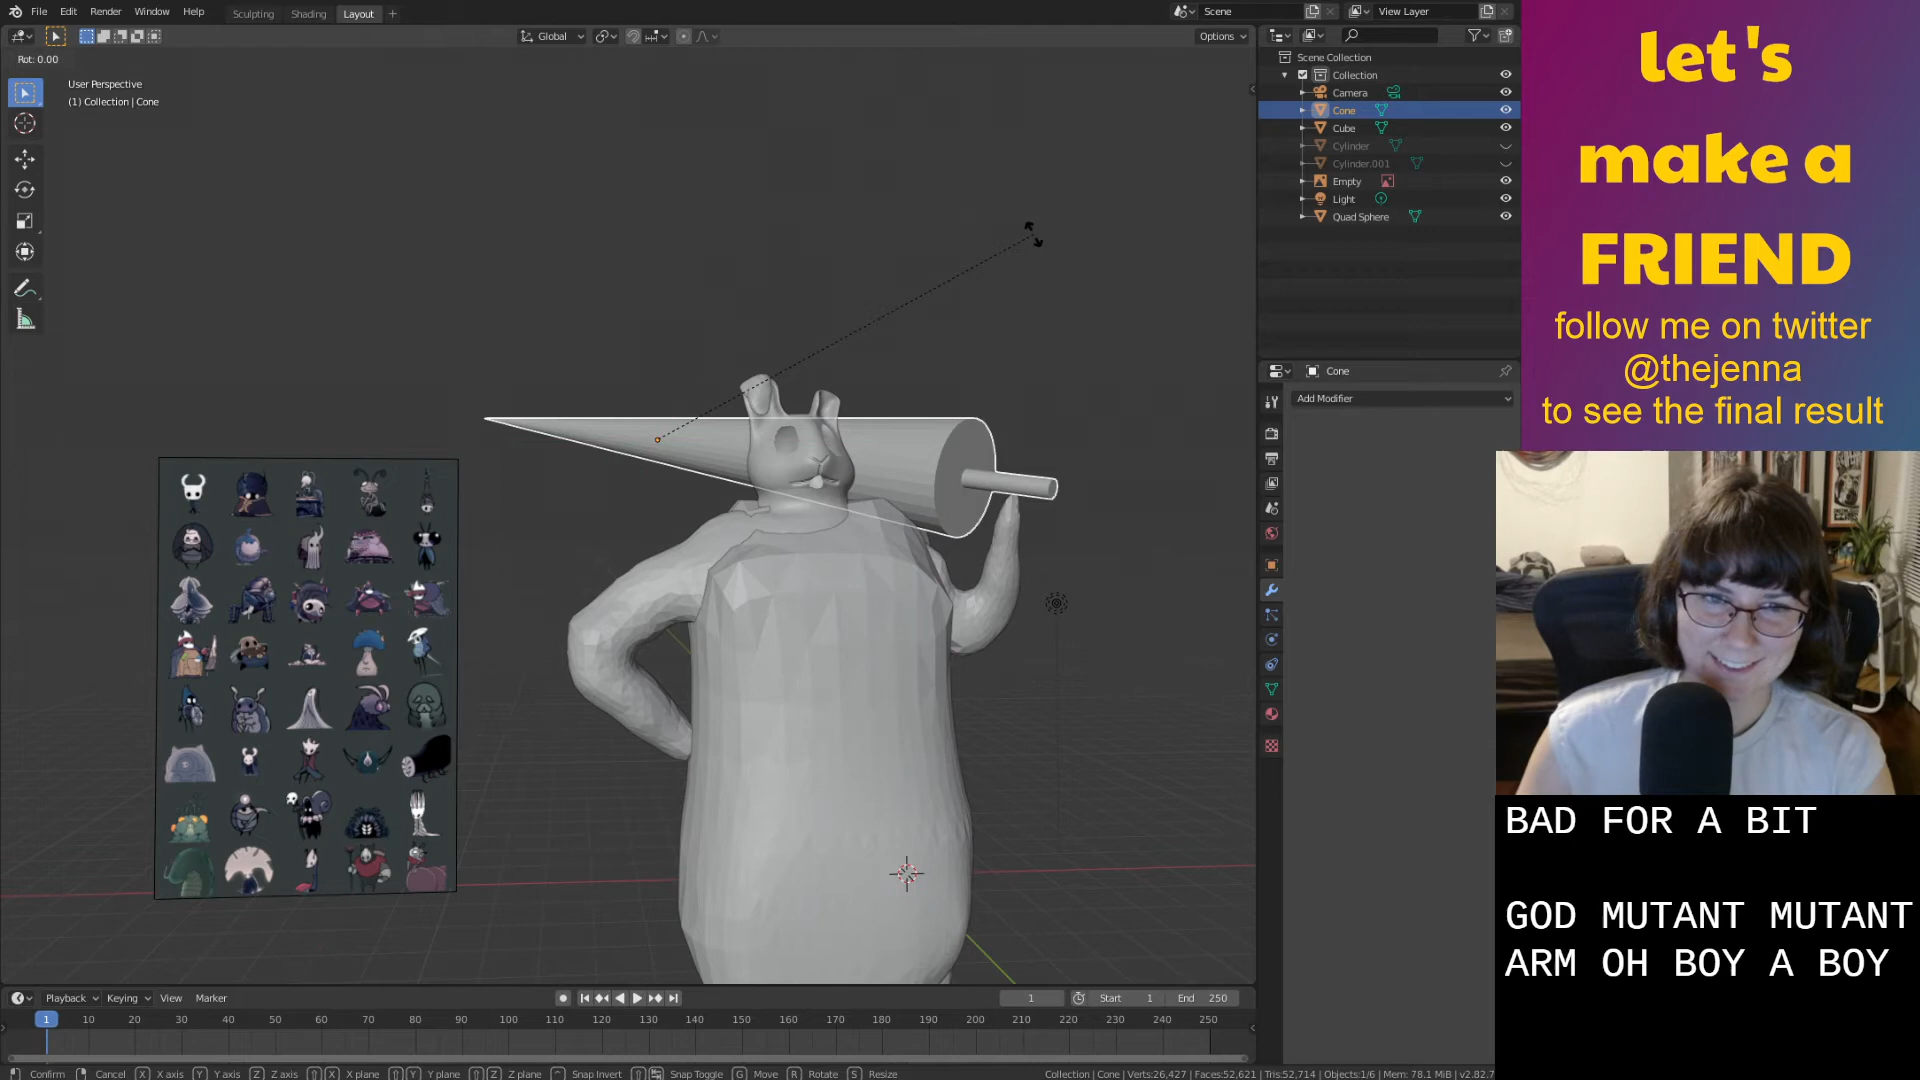 File Edit Render Window Help Sculpting Shading Layout + Scene View Layer
Global Options
Rot: 0.00
User Perspective
(1) Collection | Cone
Scene Collection
Collection
Camera
Cone
Cube
Cylinder
Cylinder.001
Empty
Light
Quad Sphere
Cone
Add Modifier
let's
make a
FRIEND
follow me on twitter
@thejenna
to see the final result
BAD FOR A BIT
GOD MUTANT MUTANT
ARM OH BOY A BOY
Playback Keying View Marker 1 Start 1 End 250
1 10 20 30 40 50 60 70 80 90 100 110 120 130 140 150 160 170 180 190 200 210 220 230 240 250
Confirm Cancel X X axis Y Y axis Z Z axis X X plane Y Y plane Z Z plane Snap Invert Snap Toggle G Move R Rotate S Resize Collection | Cone | Verts:26,427 | Faces:52,621 | Tris:52,714 | Objects:1/6 | Mem: 78.1 MiB | v2.82.7